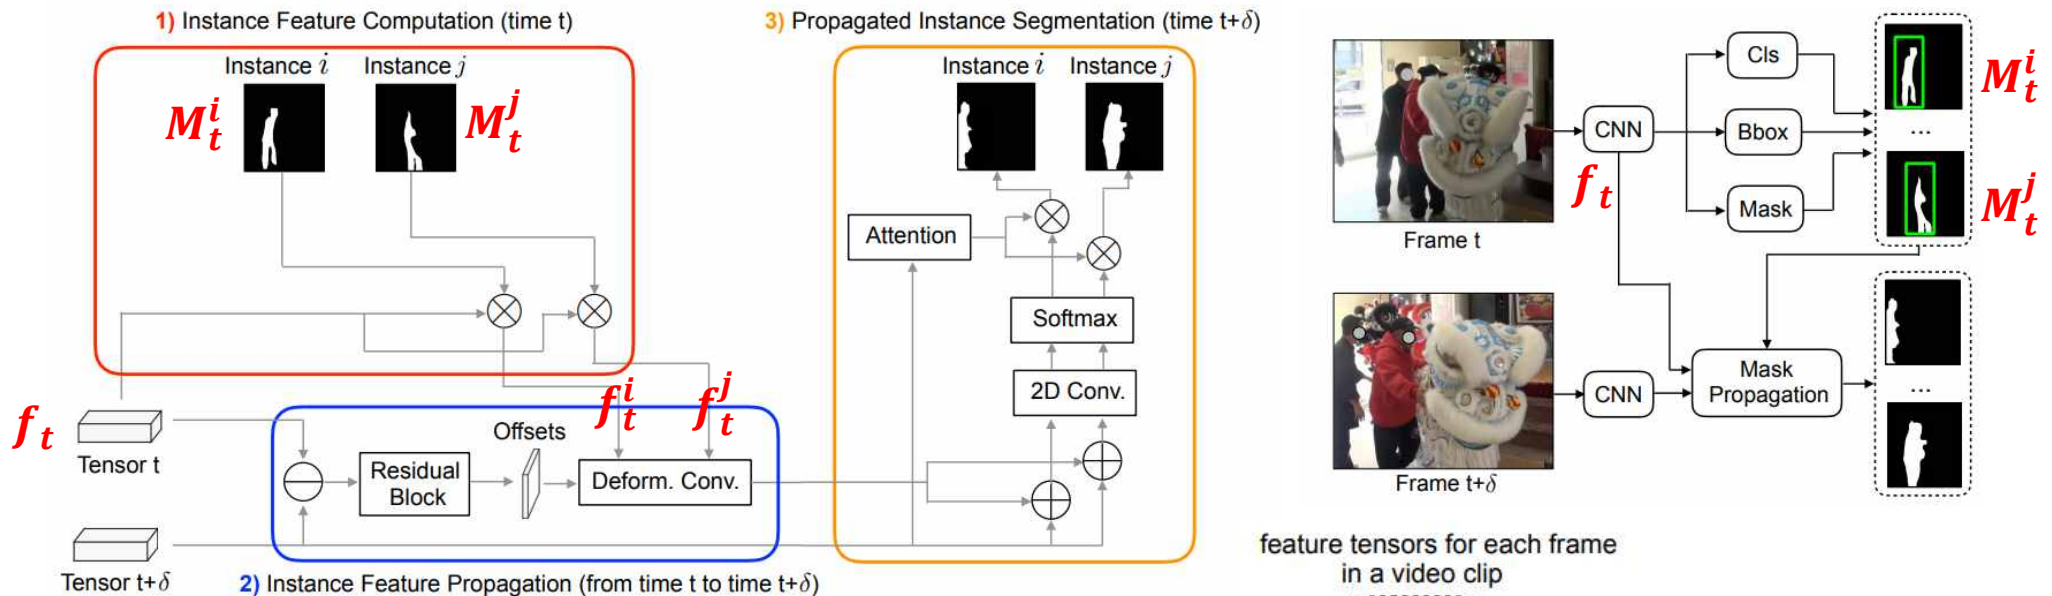 1) Instance Feature Computation (time t)
Instance i
Instance j
M_t^i
M_t^j
f_t
Tensor t
Tensor t+δ
f_t^i
f_t^j
Offsets
Residual
Block
Deform. Conv.
2) Instance Feature Propagation (from time t to time t+δ)
3) Propagated Instance Segmentation (time t+δ)
Instance i
Instance j
Attention
Softmax
2D Conv.
Frame t
CNN
f_t
Cls
Bbox
Mask
M_t^i
...
M_t^j
Frame t+δ
CNN
Mask
Propagation
...
feature tensors for each frame
in a video clip